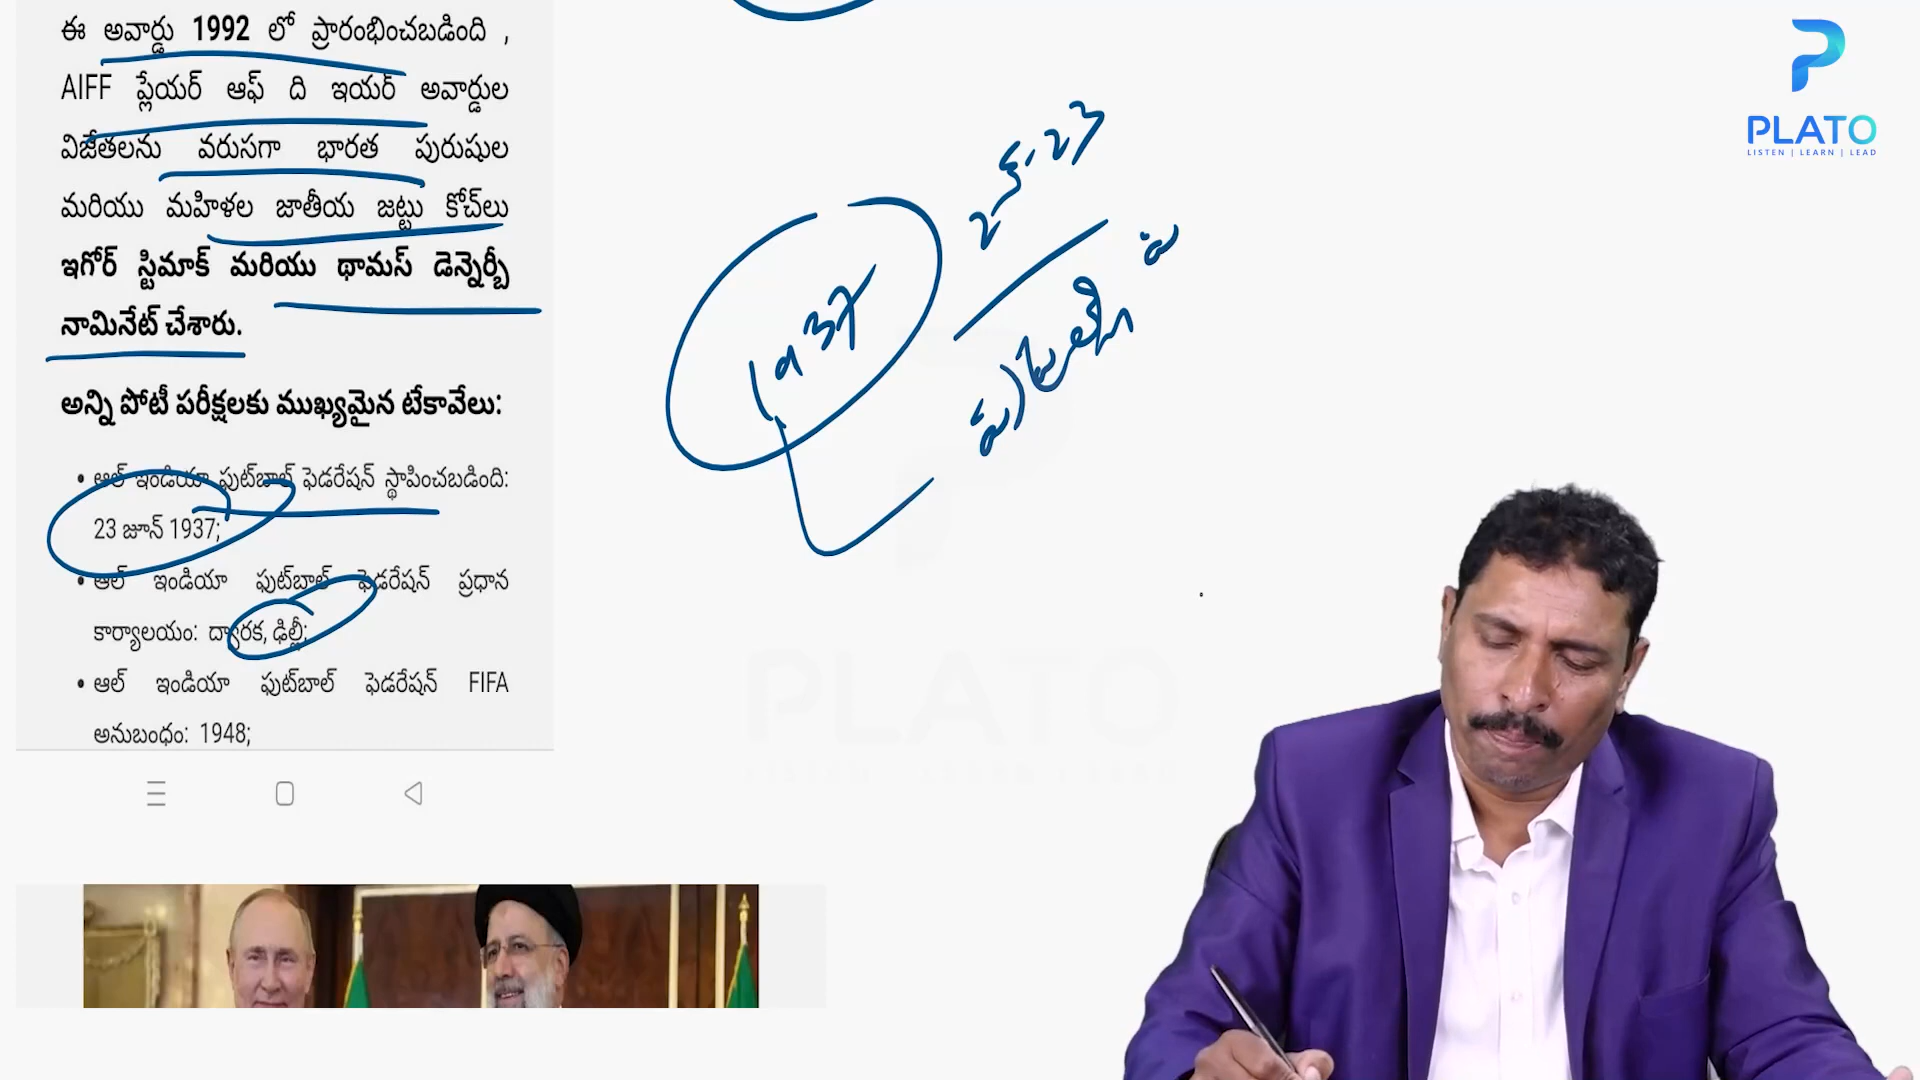 ఈ అవార్డు 1992 లో ప్రారంభించబడింది ,
AIFF ప్లేయర్ ఆఫ్ ది ఇయర్ అవార్డుల
విజేతలను వరుసగా భారత పురుషుల
మరియు మహిళల జాతీయ జట్టు కోచ్‌లు
ఇగోర్ స్టిమాక్ మరియు థామస్ డెన్నెర్బీ
నామినేట్ చేశారు.
అన్ని పోటీ పరీక్షలకు ముఖ్యమైన టేకావేలు:
• ఆల్ ఇండియా ఫుట్‌బాల్ ఫెడరేషన్ స్థాపించబడింది:
23 జూన్ 1937;
• ఆల్ ఇండియా ఫుట్‌బాల్ ఫెడరేషన్ ప్రధాన
కార్యాలయం: ద్వారక, ఢిల్లీ;
• ఆల్ ఇండియా ఫుట్‌బాల్ ఫెడరేషన్ FIFA
అనుబంధం: 1948;
1937
PLATO
LISTEN | LEARN | LEAD
PLATO